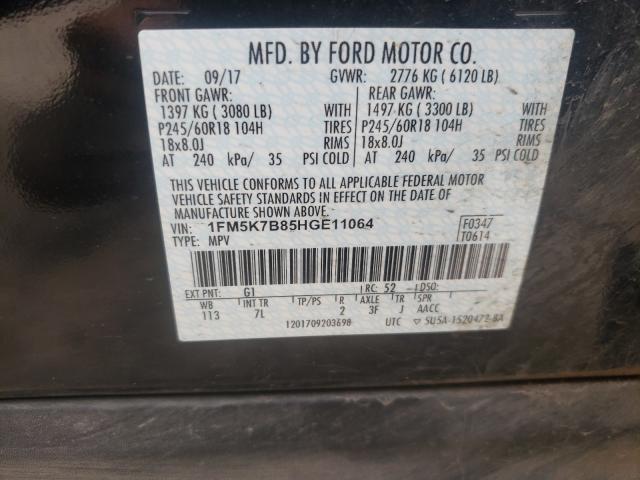 MFD. BY FORD MOTOR CO.
DATE: 09/17 GVWR: 2776 KG ( 6120 LB)
FRONT GAWR: REAR GAWR:
1397 KG ( 3080 LB) WITH 1497 KG ( 3300 LB) WITH
P245/60R18 104H TIRES P245/60R18 104H TIRES
18x8.0J RIMS 18x8.0J RIMS
AT 240 kPa/ 35 PSI COLD AT 240 kPa/ 35 PSI COLD
THIS VEHICLE CONFORMS TO ALL APPLICABLE FEDERAL MOTOR
VEHICLE SAFETY STANDARDS IN EFFECT ON THE DATE OF
MANUFACTURE SHOWN ABOVE.
VIN: 1FM5K7B85HGE11064 F0347
TYPE: MPV T0614
EXT PNT: G1 RC: 52 DSO:
WB INT TR TP/PS R AXLE TR SPR
113 7L 2 3F J AACC
1201709203698 UTC ▽ 5U5A-1520472-BA